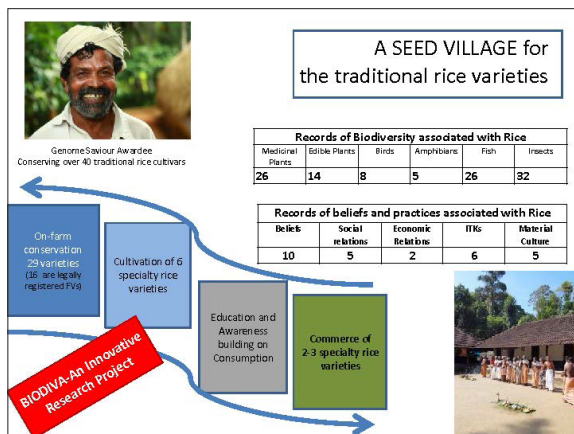 A SEED VILLAGE for
the traditional rice varieties
Genome Saviour Awardee
Conserving over 40 traditional rice cultivars
Records of Biodiversity associated with Rice
Medicinal Plants Edible Plants Birds Amphibians Fish Insects
26 14 8 5 26 32
Records of beliefs and practices associated with Rice
Beliefs Social relations Economic Relations ITKs Material Culture
10 5 2 6 5
On-farm
conservation
29 varieties
(16 are legally
registered FVs)
Cultivation of 6
specialty rice
varieties
Education and
Awareness
building on
Consumption
Commerce of
2-3 specialty rice
varieties
BIODIVA-An Innovative
Research Project